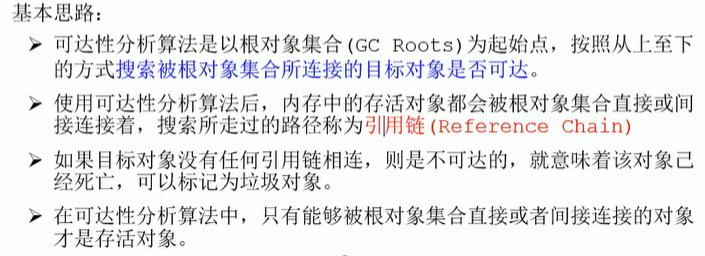 基本思路:
➤ 可达性分析算法是以根对象集合(GC Roots)为起始点，按照从上至下
的方式搜索被根对象集合所连接的目标对象是否可达。
➤ 使用可达性分析算法后，内存中的存活对象都会被根对象集合直接或间
接连接着，搜索所走过的路径称为引用链(Reference Chain)
➤ 如果目标对象没有任何引用链相连，则是不可达的，就意味着该对象己
经死亡，可以标记为垃圾对象。
➤ 在可达性分析算法中，只有能够被根对象集合直接或者间接连接的对象
才是存活对象。